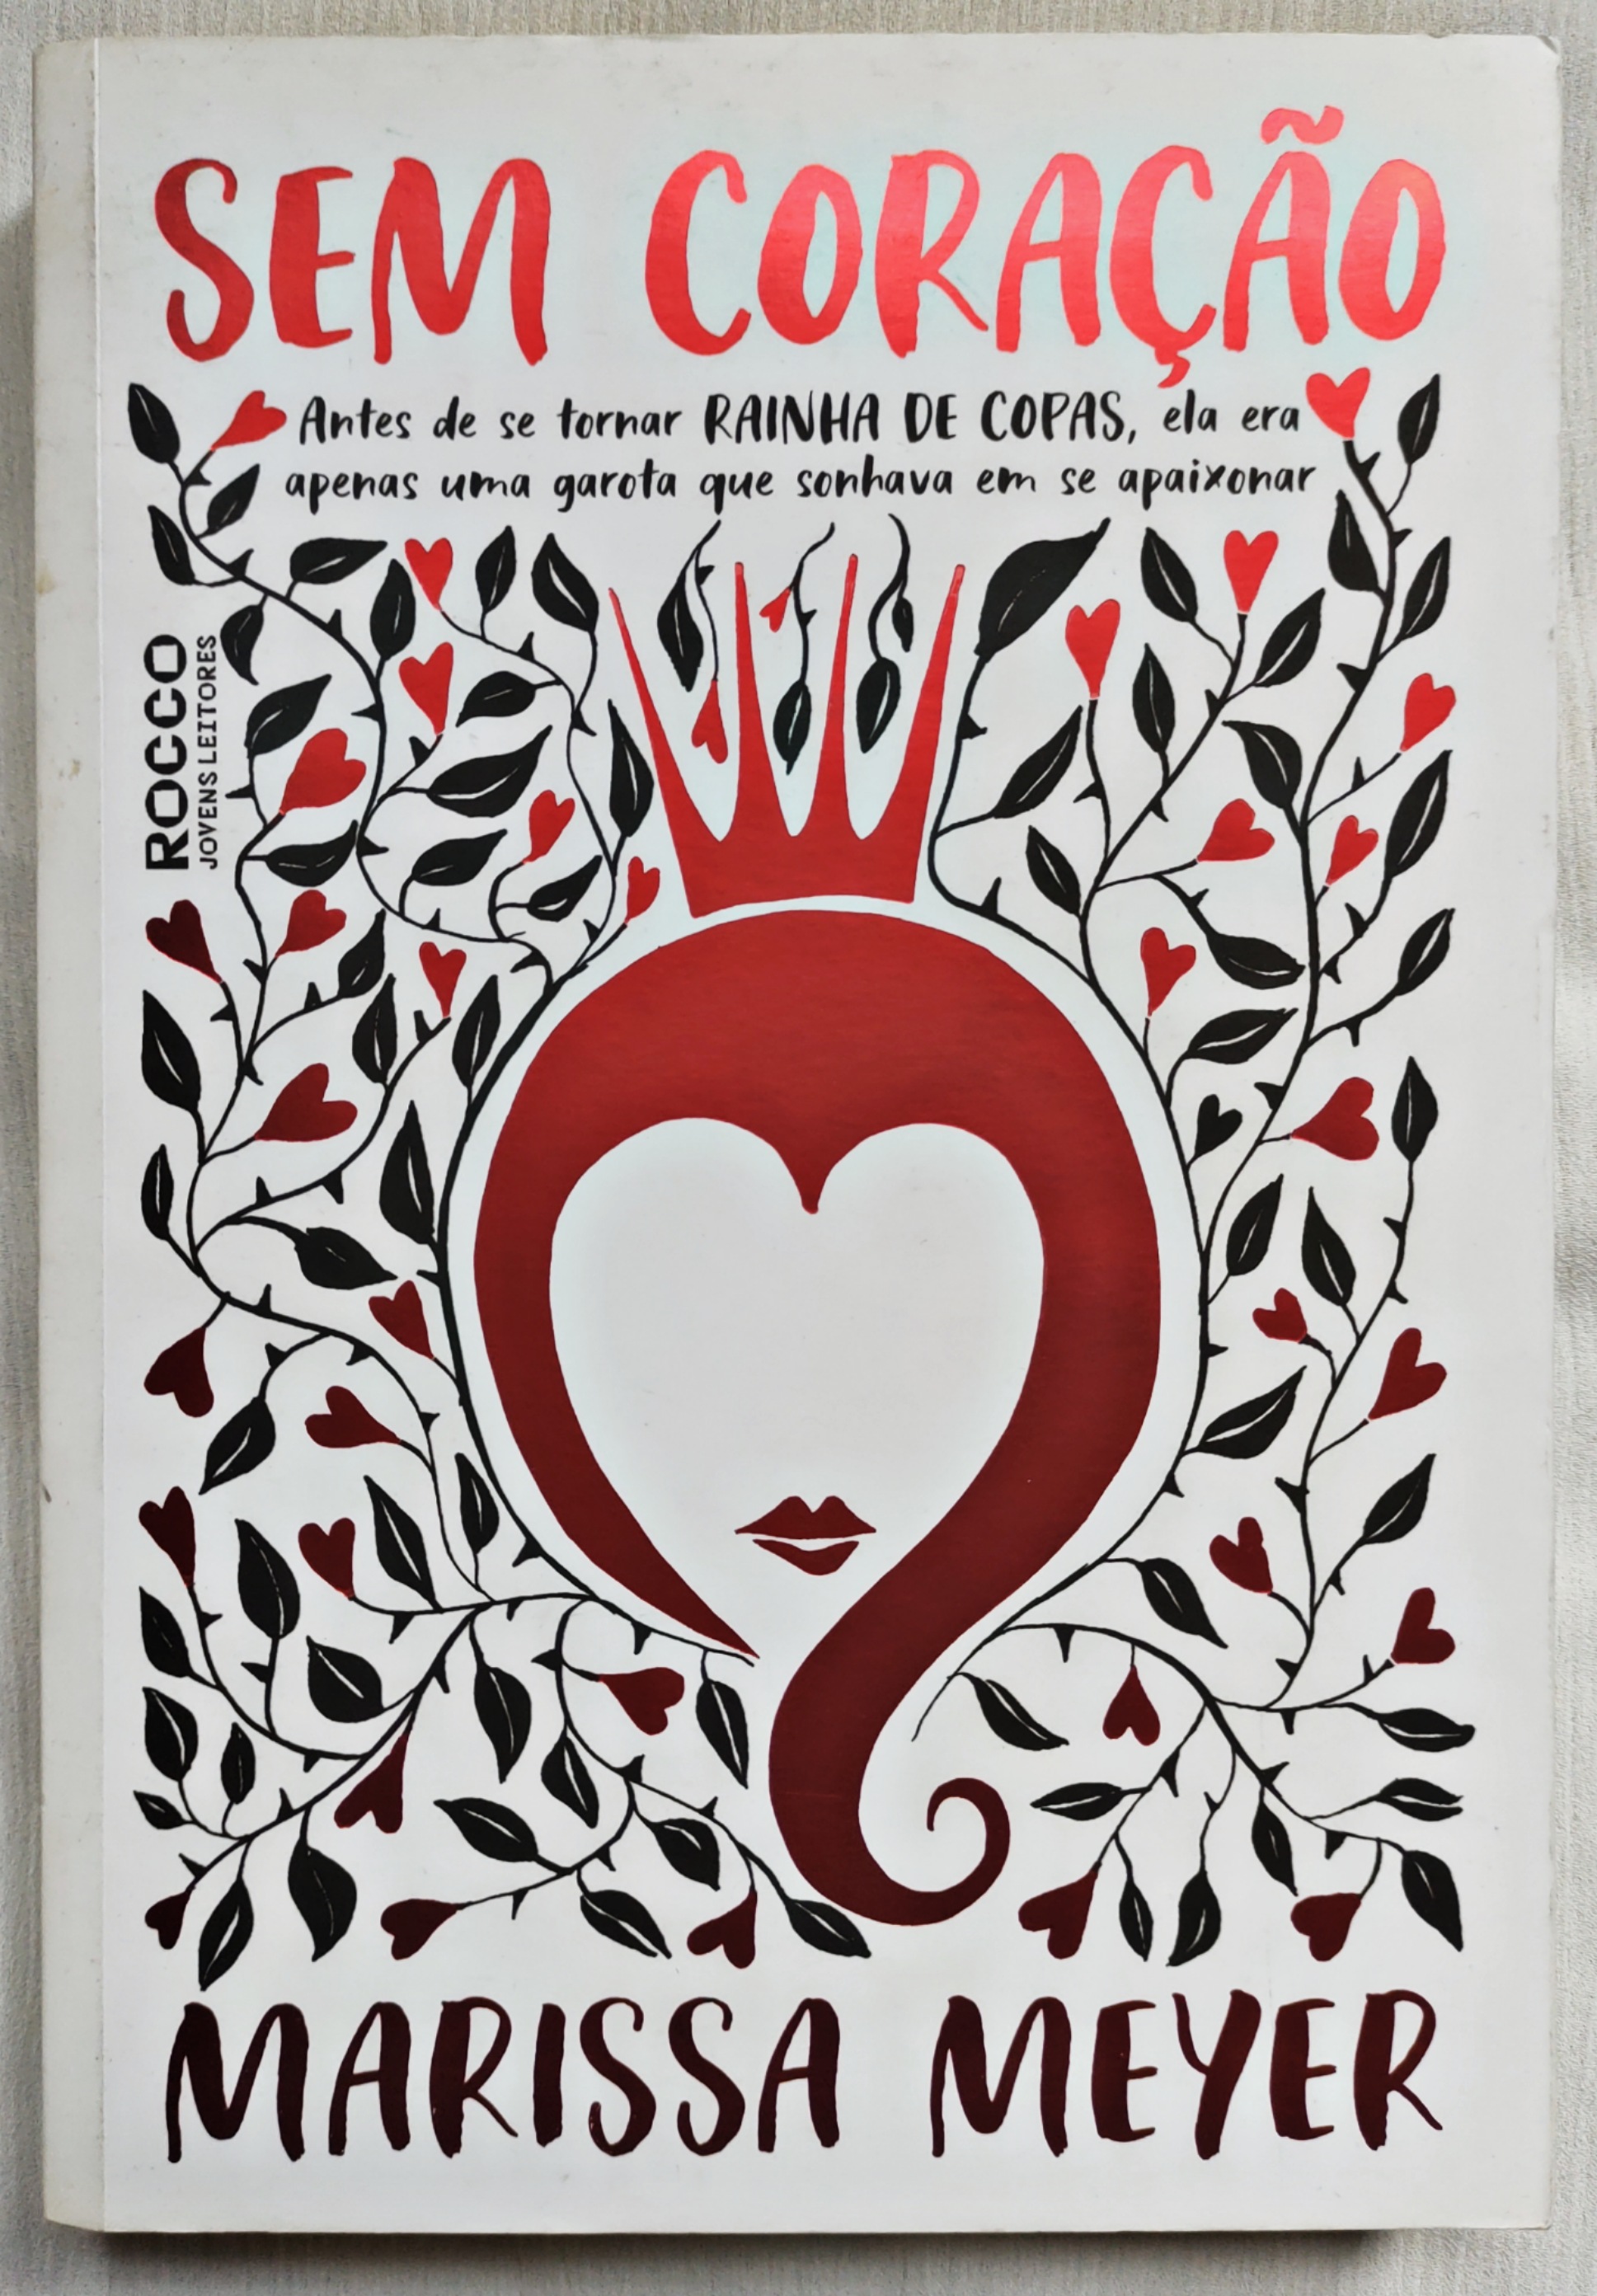 SEM CORAÇÃO
Antes de se tornar RAINHA DE COPAS, ela era
apenas uma garota que sonhava em se apaixonar
ROCCO
JOVENS LEITORES
MARISSA MEYER